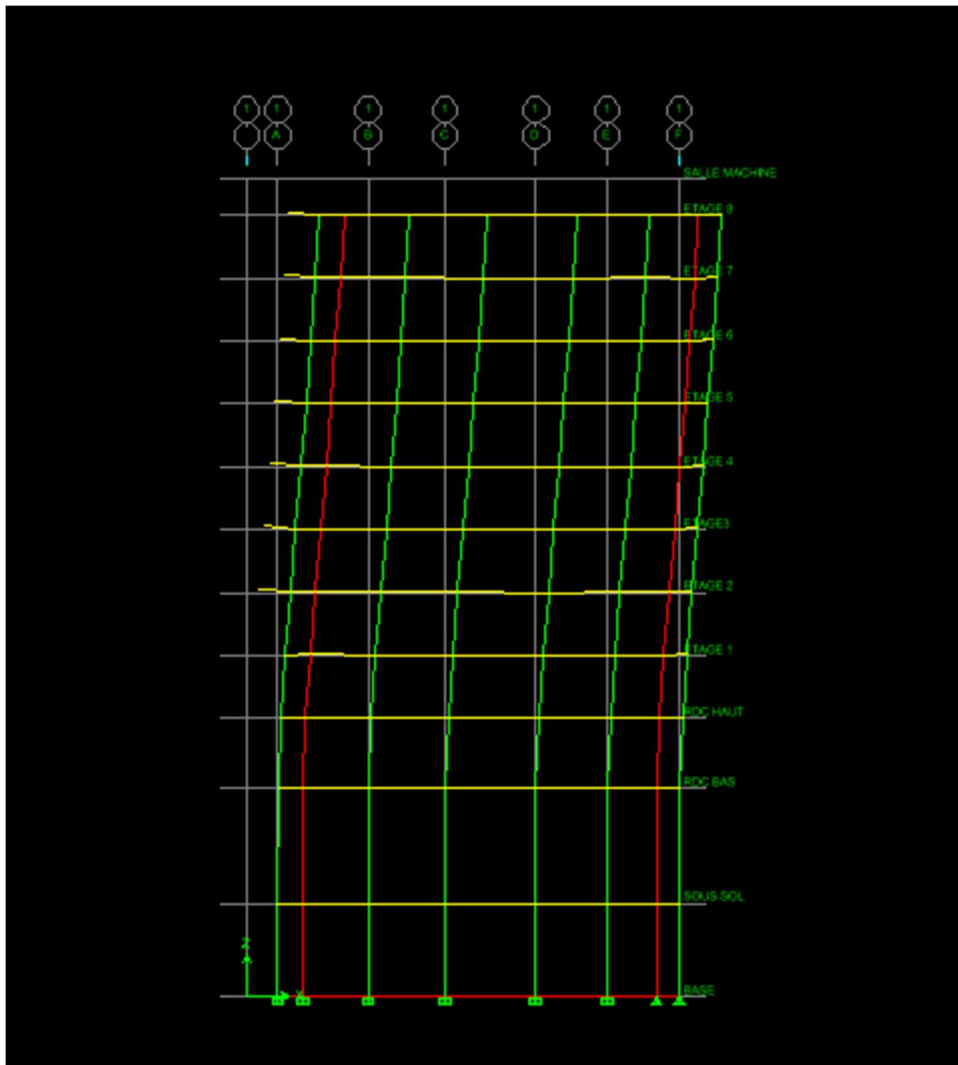 1 1 1 1 1 1 1
A B C D E F
SALLE MACHINE
ETAGE 8
ETAGE 7
ETAGE 6
ETAGE 5
ETAGE 4
ETAGE3
ETAGE 2
ETAGE 1
RDC HAUT
RDC BAS
SOUS-SOL
Z
X
BASE